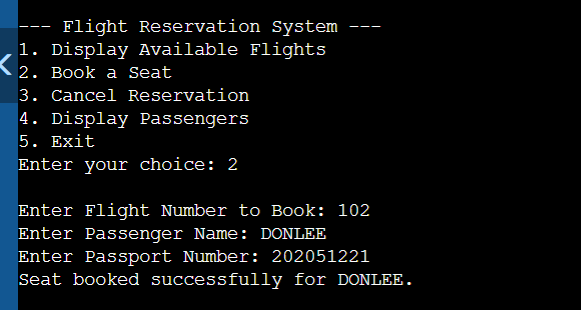 --- Flight Reservation System ---
1. Display Available Flights
2. Book a Seat
3. Cancel Reservation
4. Display Passengers
5. Exit
Enter your choice: 2
Enter Flight Number to Book: 102
Enter Passenger Name: DONLEE
Enter Passport Number: 202051221
Seat booked successfully for DONLEE.